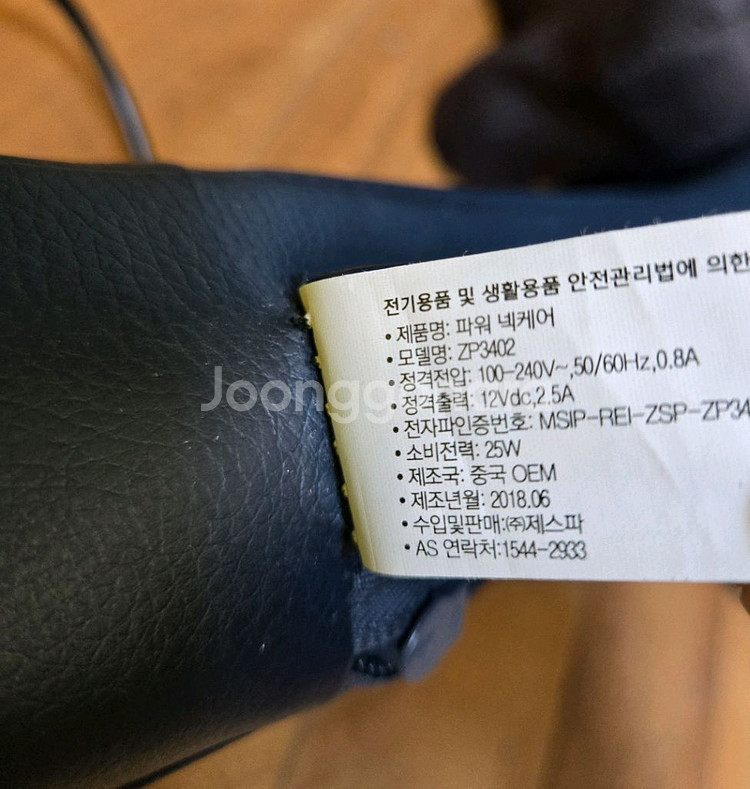 전기용품 및 생활용품 안전관리법에 의한
• 제품명: 파워 넥케어
• 모델명: ZP3402
• 정격전압: 100-240V~,50/60Hz,0.8A
• 정격출력: 12Vdc,2.5A
• 전자파인증번호: MSIP-REI-ZSP-ZP34
• 소비전력: 25W
• 제조국: 중국 OEM
• 제조년월: 2018.06
• 수입및판매:㈜제스파
• AS 연락처:1544-2933